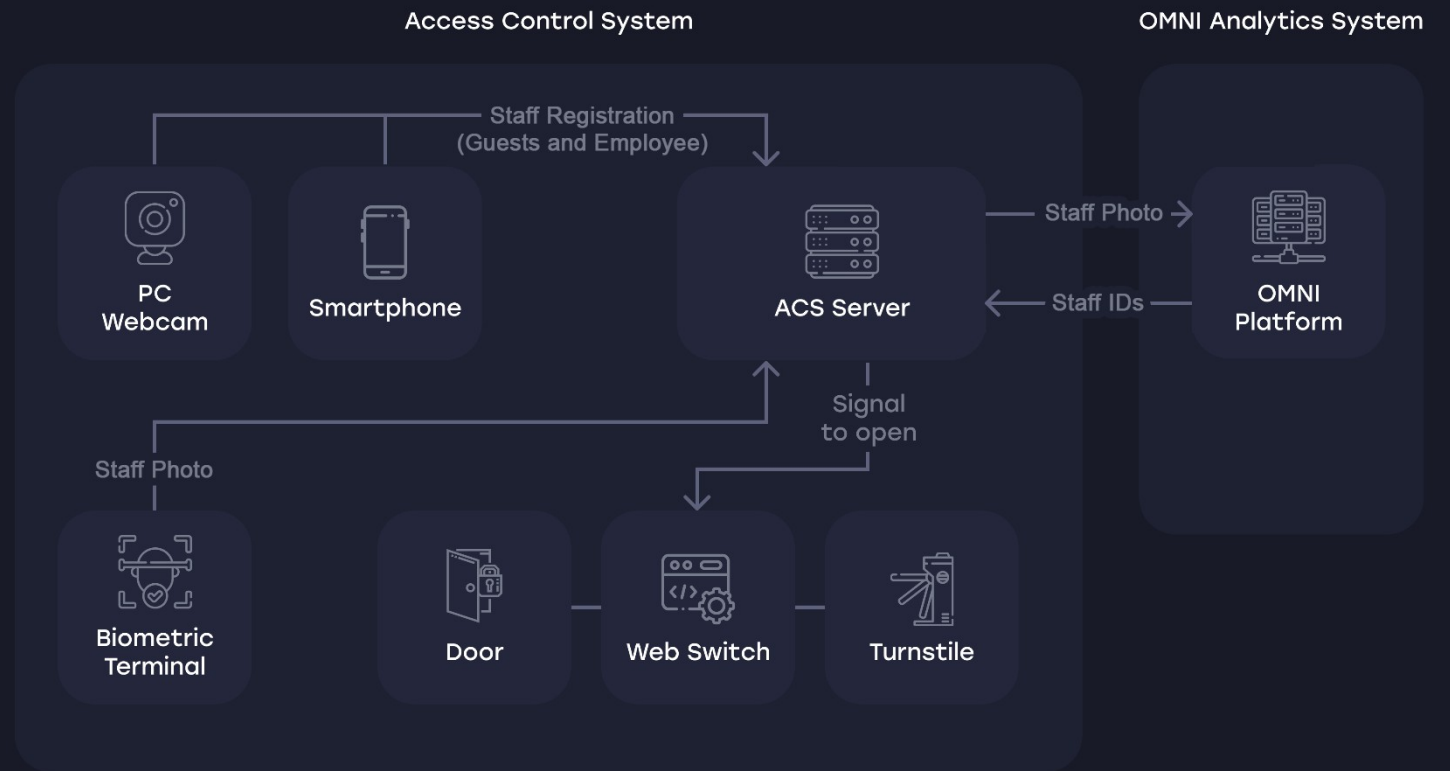 Access Control System
OMNI Analytics System
Staff Registration
(Guests and Employee)
PC
Webcam
Smartphone
ACS Server
Staff Photo
Staff IDs
OMNI
Platform
Signal
to open
Staff Photo
Biometric
Terminal
Door
Web Switch
Turnstile